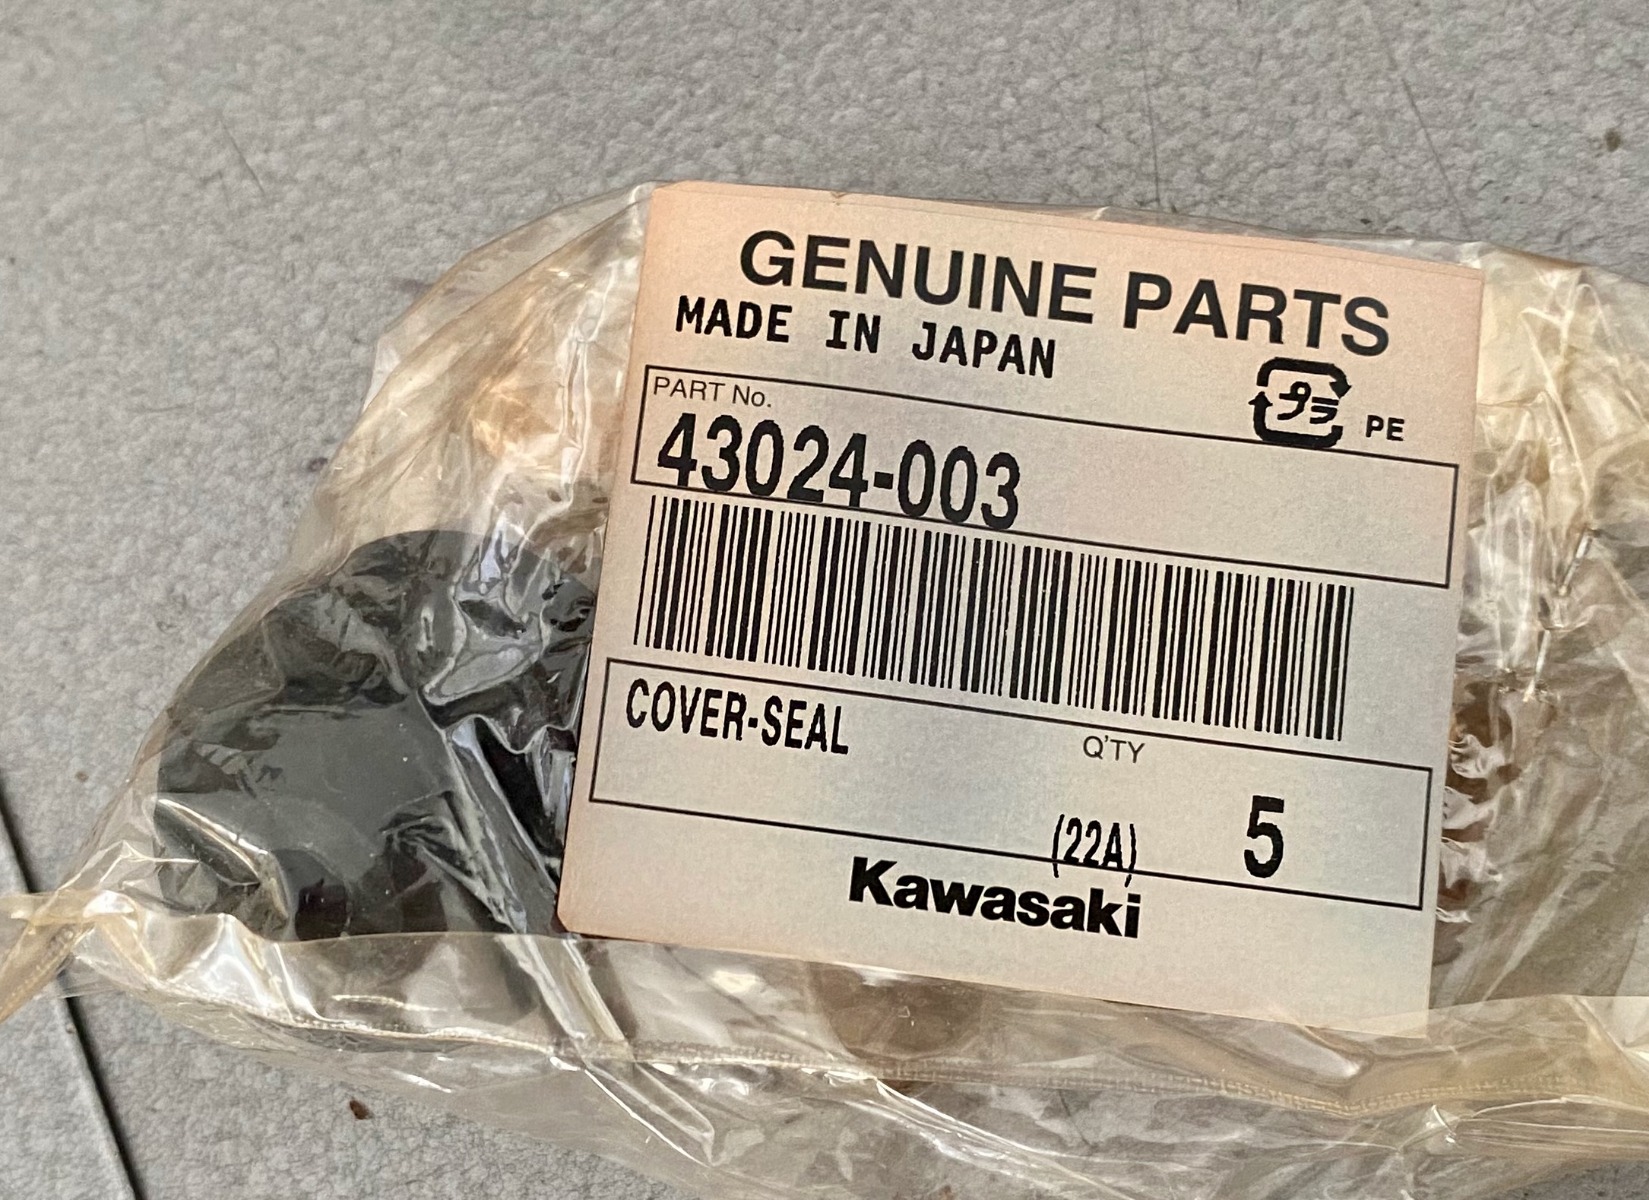 GENUINE PARTS
MADE IN JAPAN
プラ PE
PART No.
43024-003
COVER-SEAL
Q'TY
(22A) 5
Kawasaki